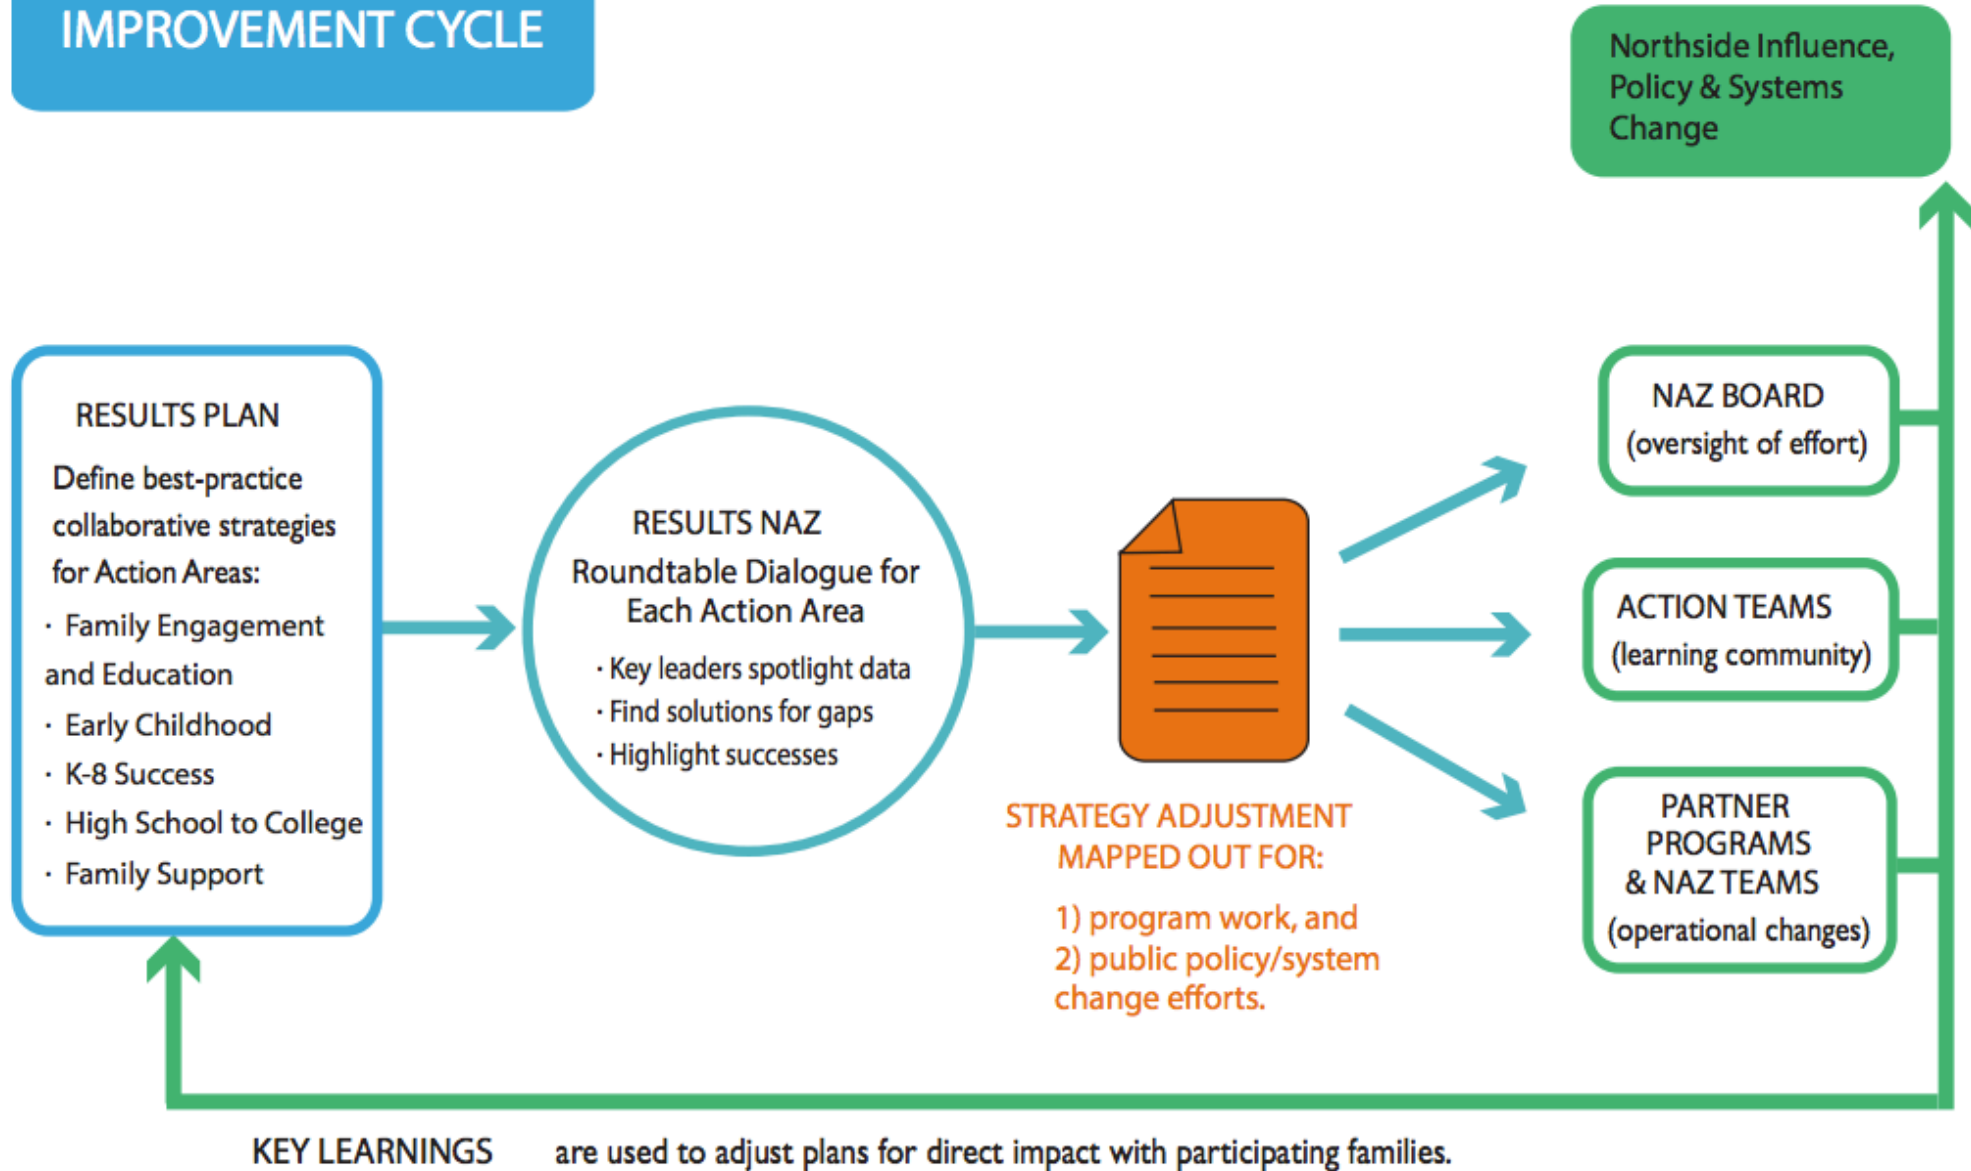 IMPROVEMENT CYCLE
Northside Influence,
Policy & Systems
Change
RESULTS PLAN
Define best-practice
collaborative strategies
for Action Areas:
· Family Engagement
and Education
· Early Childhood
· K-8 Success
· High School to College
· Family Support
RESULTS NAZ
Roundtable Dialogue for
Each Action Area
· Key leaders spotlight data
· Find solutions for gaps
· Highlight successes
STRATEGY ADJUSTMENT
MAPPED OUT FOR:
1) program work, and
2) public policy/system
change efforts.
NAZ BOARD
(oversight of effort)
ACTION TEAMS
(learning community)
PARTNER
PROGRAMS
& NAZ TEAMS
(operational changes)
KEY LEARNINGS are used to adjust plans for direct impact with participating families.